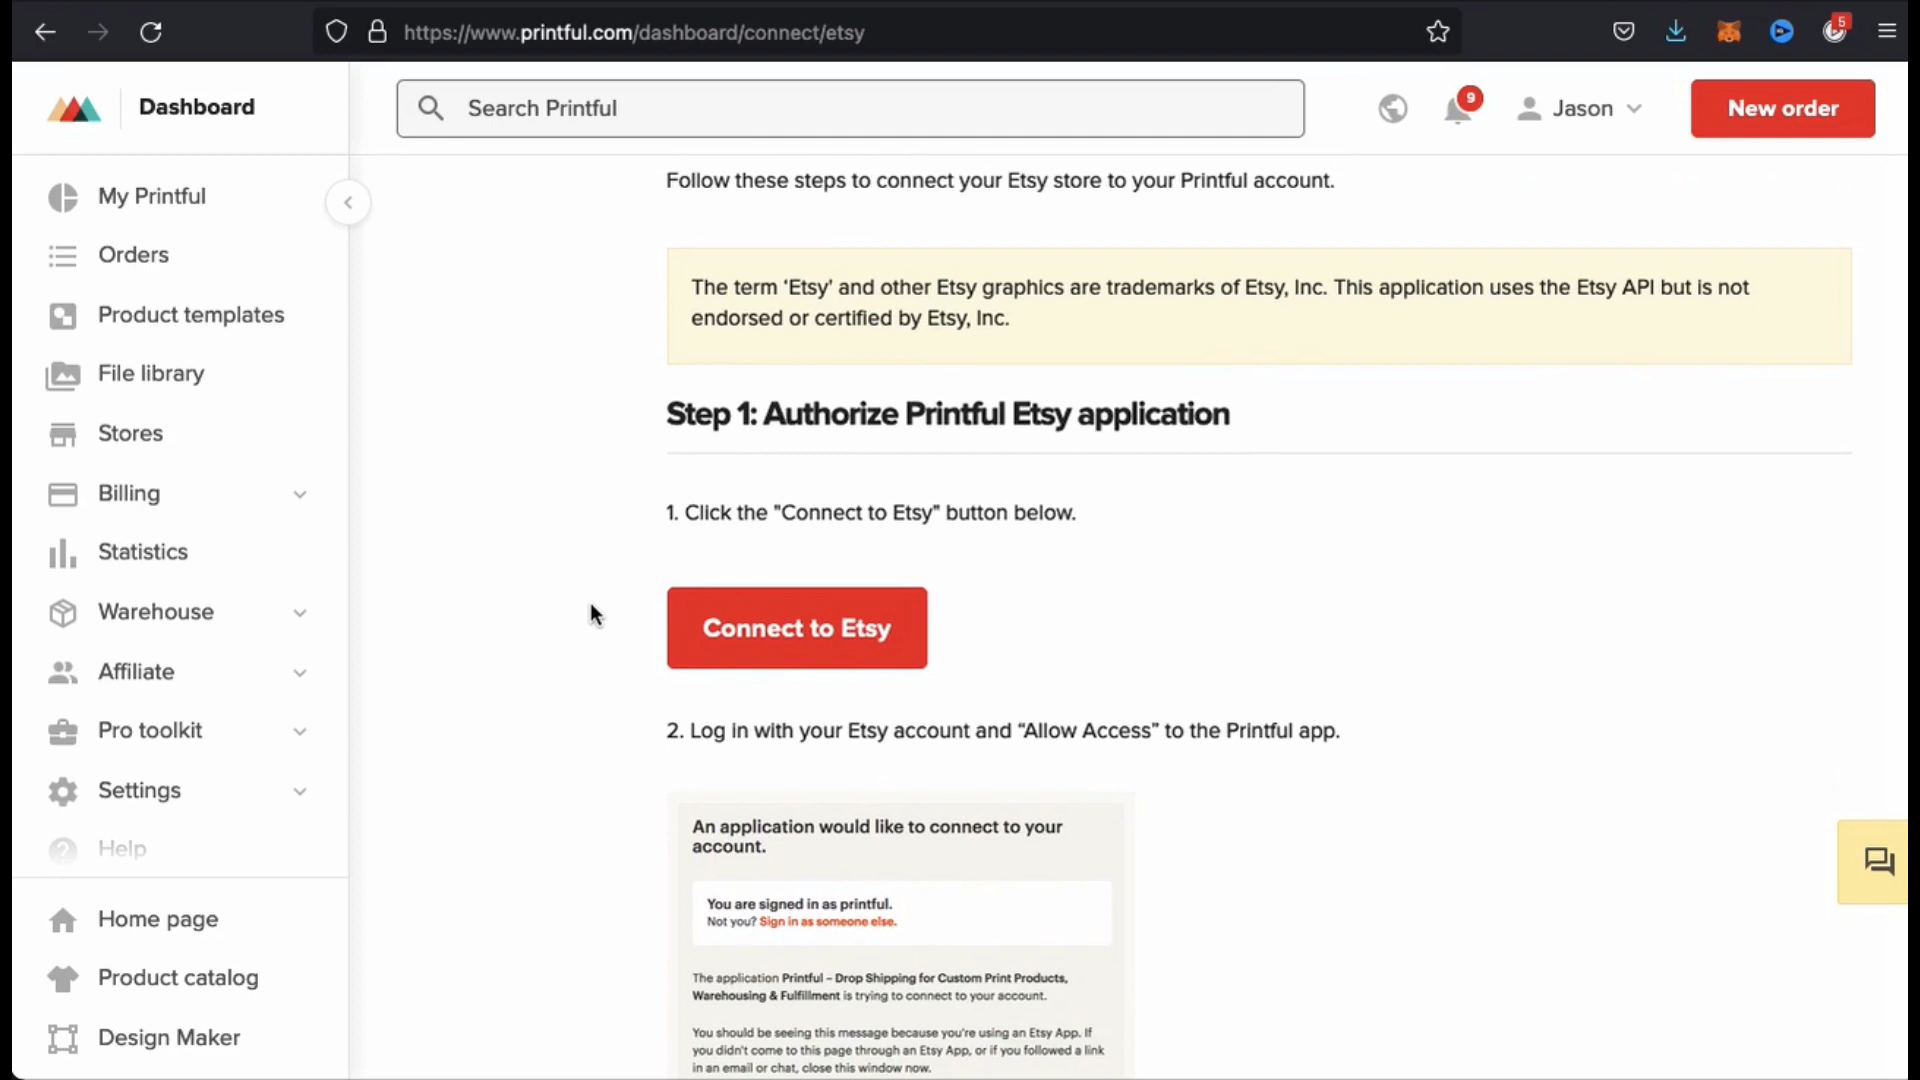 https://www.printful.com/dashboard/connect/etsy
5
Dashboard
Search Printful
9
Jason
New order
My Printful
Orders
Product templates
File library
Stores
Billing
Statistics
Warehouse
Affiliate
Pro toolkit
Settings
Help
Home page
Product catalog
Design Maker
Follow these steps to connect your Etsy store to your Printful account.
The term ‘Etsy’ and other Etsy graphics are trademarks of Etsy, Inc. This application uses the Etsy API but is not
endorsed or certified by Etsy, Inc.
Step 1: Authorize Printful Etsy application
1. Click the "Connect to Etsy" button below.
Connect to Etsy
2. Log in with your Etsy account and “Allow Access” to the Printful app.
An application would like to connect to your
account.
You are signed in as printful.
Not you? Sign in as someone else.
The application Printful – Drop Shipping for Custom Print Products,
Warehousing & Fulfillment is trying to connect to your account.
You should be seeing this message because you're using an Etsy App. If
you didn't come to this page through an Etsy App, or if you followed a link
in an email or chat, close this window now.